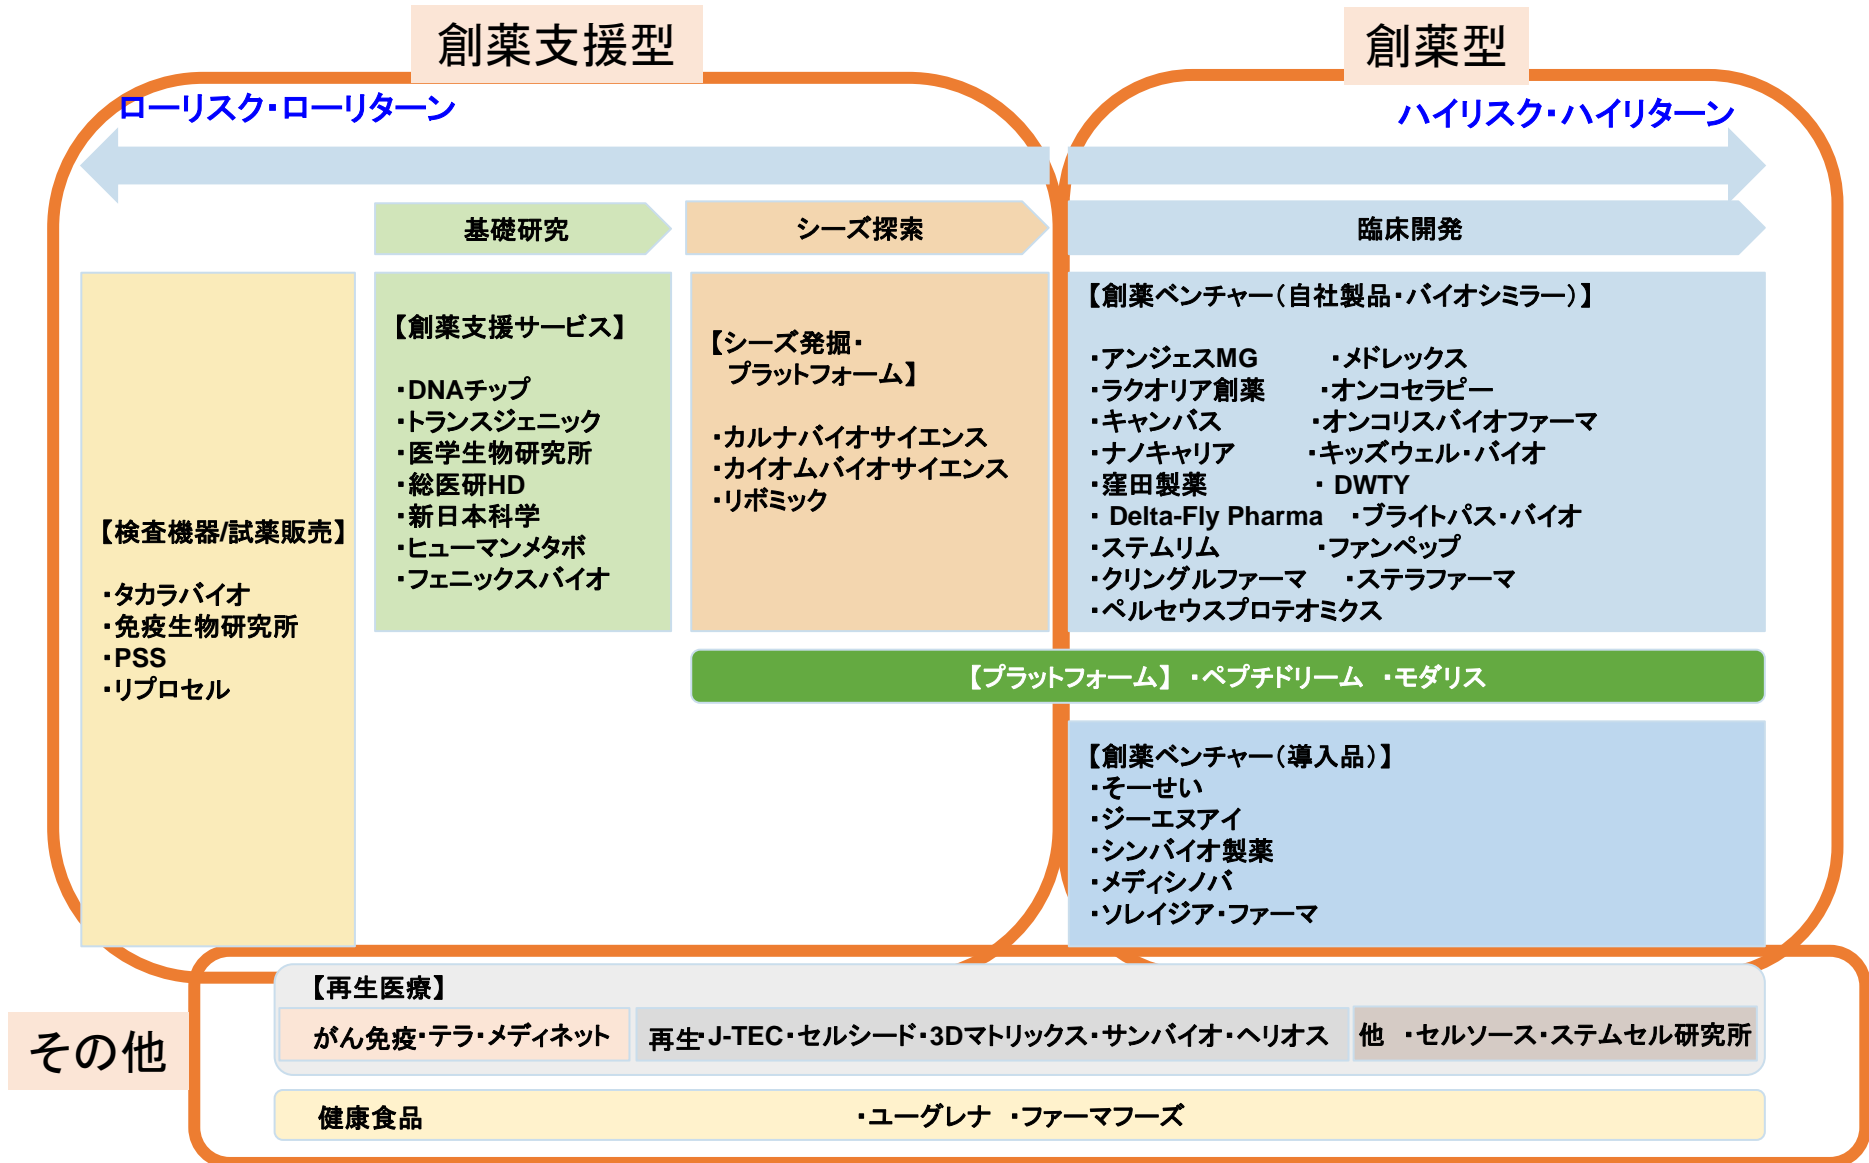 創薬支援型
創薬型
ローリスク・ローリターン
ハイリスク・ハイリターン
基礎研究
シーズ探索
臨床開発
【検査機器/試薬販売】
・タカラバイオ
・免疫生物研究所
・PSS
・リプロセル
【創薬支援サービス】
・DNAチップ
・トランスジェニック
・医学生物研究所
・総医研HD
・新日本科学
・ヒューマンメタボ
・フェニックスバイオ
【シーズ発掘・
プラットフォーム】
・カルナバイオサイエンス
・カイオムバイオサイエンス
・リボミック
【創薬ベンチャー（自社製品・バイオシミラー）】
・アンジェスMG ・メドレックス
・ラクオリア創薬 ・オンコセラピー
・キャンバス ・オンコリスバイオファーマ
・ナノキャリア ・キッズウェル・バイオ
・窪田製薬 ・ DWTY
・ Delta-Fly Pharma ・ブライトパス・バイオ
・ステムリム ・ファンペップ
・クリングルファーマ ・ステラファーマ
・ペルセウスプロテオミクス
【プラットフォーム】 ・ペプチドリーム ・モダリス
【創薬ベンチャー（導入品）】
・そーせい
・ジーエヌアイ
・シンバイオ製薬
・メディシノバ
・ソレイジア・ファーマ
その他
【再生医療】
がん免疫・テラ・メディネット
再生・J-TEC・セルシード・3Dマトリックス・サンバイオ・ヘリオス
他 ・セルソース・ステムセル研究所
健康食品 ・ユーグレナ ・ファーマフーズ